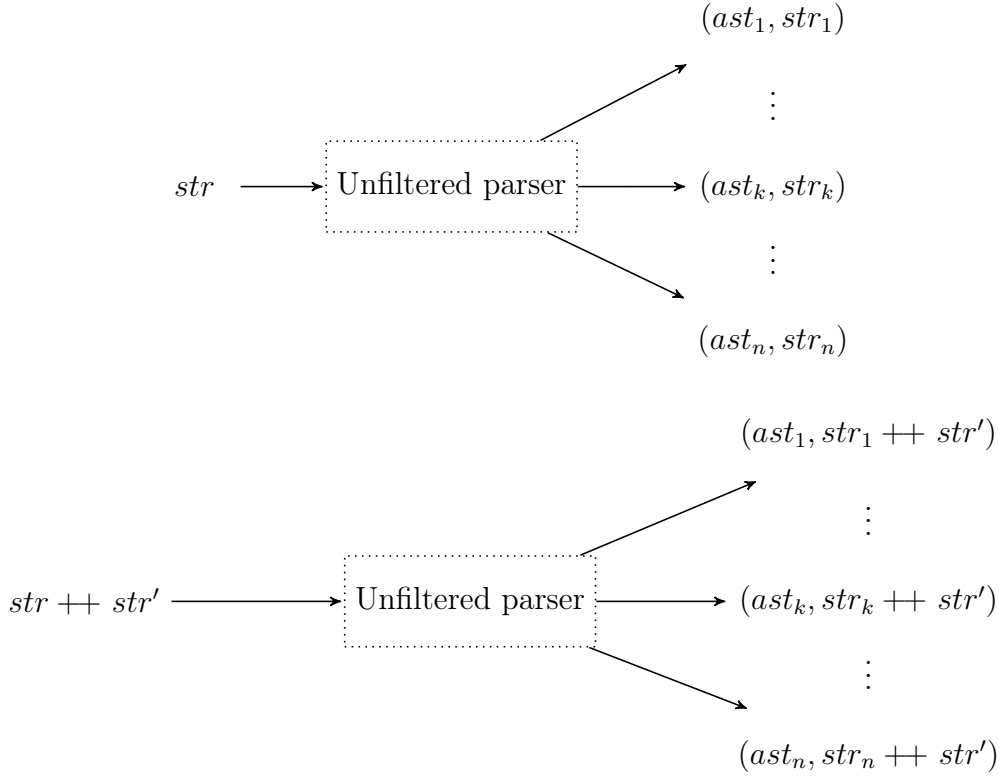 (ast₁, str₁)
⋮
str Unfiltered parser (astₖ, strₖ)
⋮
(astₙ, strₙ)
(ast₁, str₁ ++ str′)
⋮
str ++ str′ Unfiltered parser (astₖ, strₖ ++ str′)
⋮
(astₙ, strₙ ++ str′)